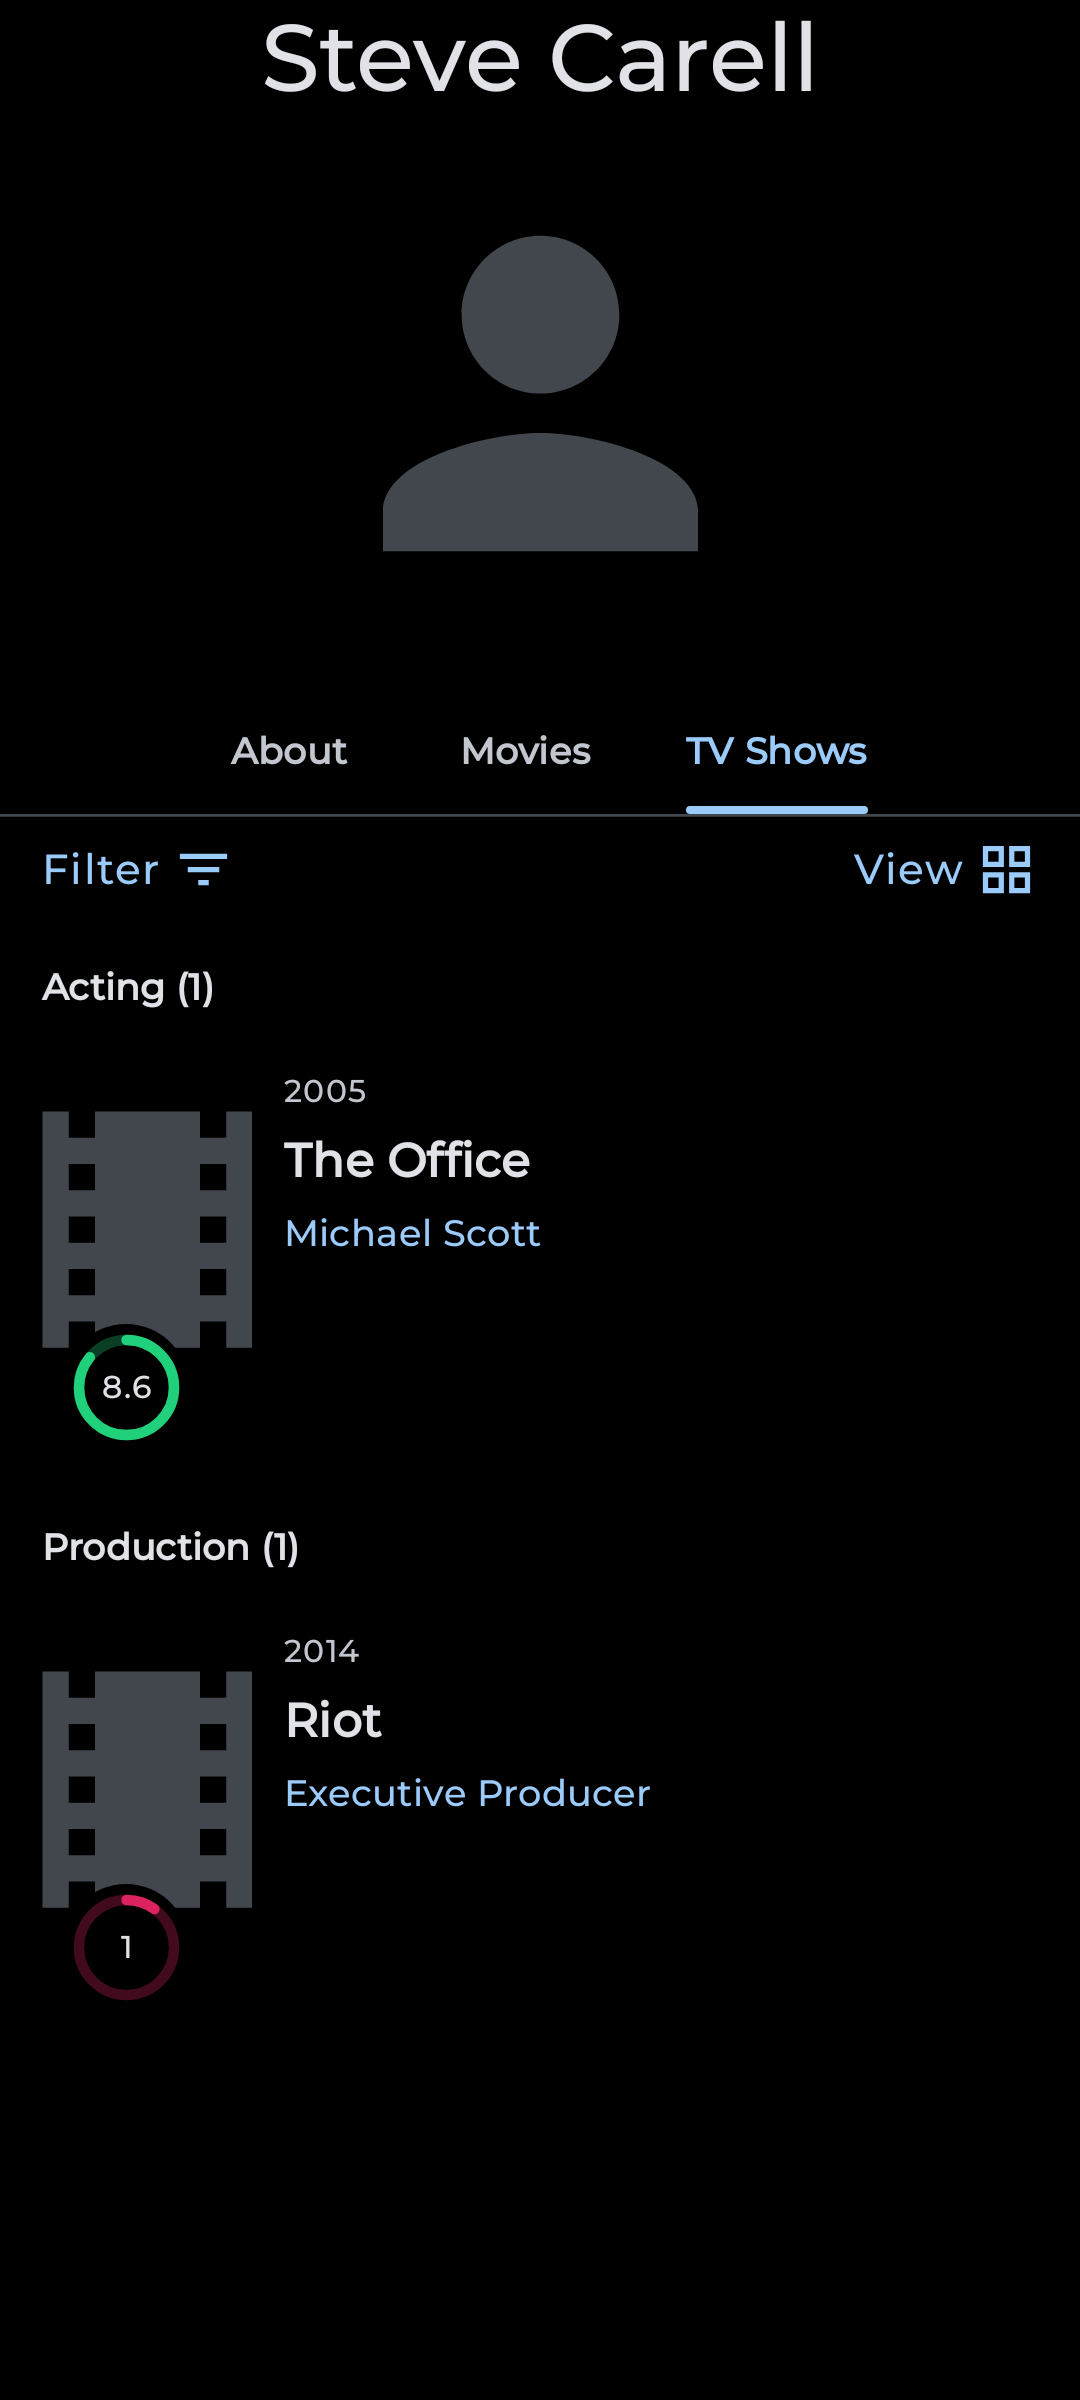 Steve Carell
About Movies TV Shows
Filter View
Acting (1)
2005
The Office
Michael Scott
8.6
Production (1)
2014
Riot
Executive Producer
1